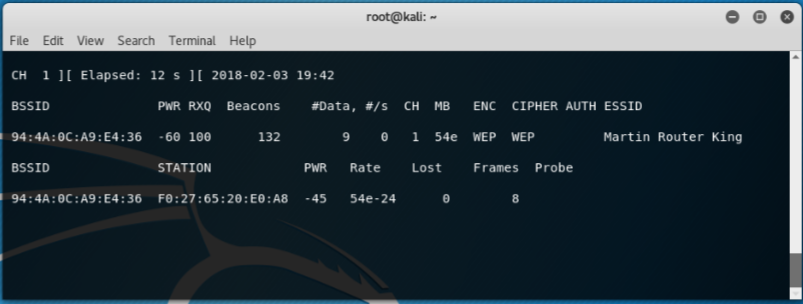 root@kali: ~
File Edit View Search Terminal Help
CH 1 ][ Elapsed: 12 s ][ 2018-02-03 19:42
BSSID PWR RXQ Beacons #Data, #/s CH MB ENC CIPHER AUTH ESSID
94:4A:0C:A9:E4:36 -60 100 132 9 0 1 54e WEP WEP Martin Router King
BSSID STATION PWR Rate Lost Frames Probe
94:4A:0C:A9:E4:36 F0:27:65:20:E0:A8 -45 54e-24 0 8